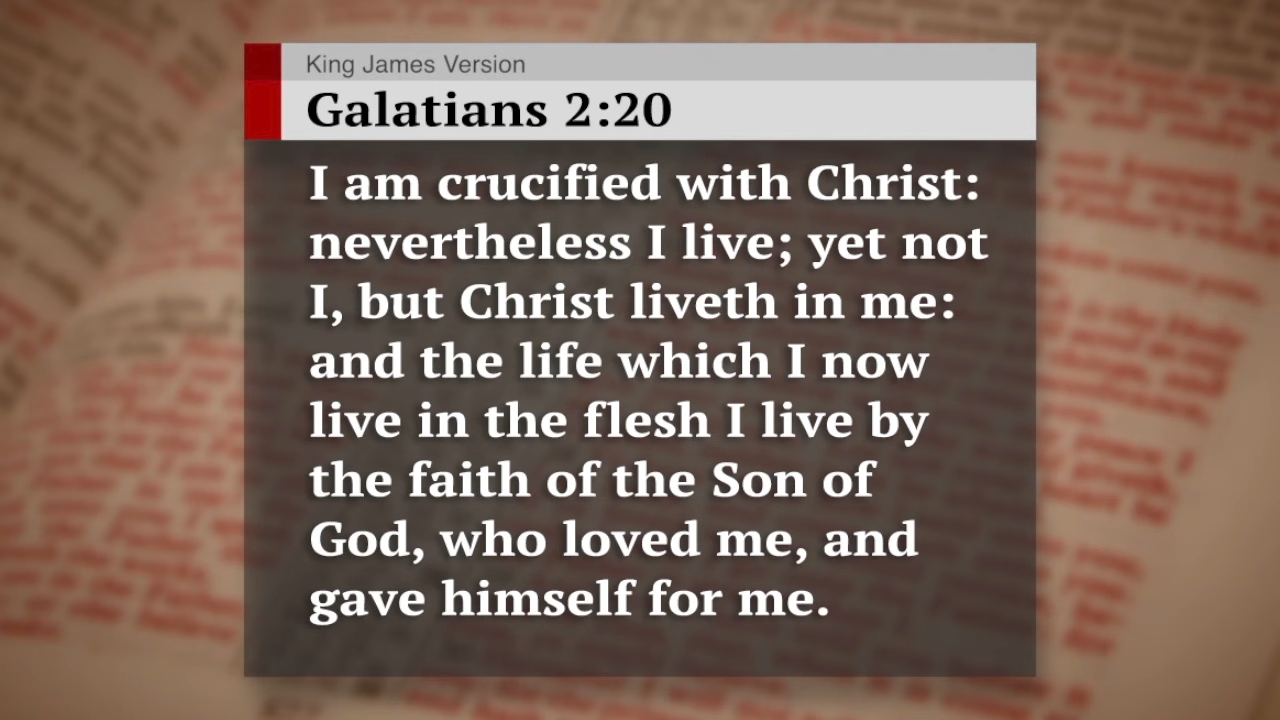 King James Version
Galatians 2:20
I am crucified with Christ:
nevertheless I live; yet not
I, but Christ liveth in me:
and the life which I now
live in the flesh I live by
the faith of the Son of
God, who loved me, and
gave himself for me.